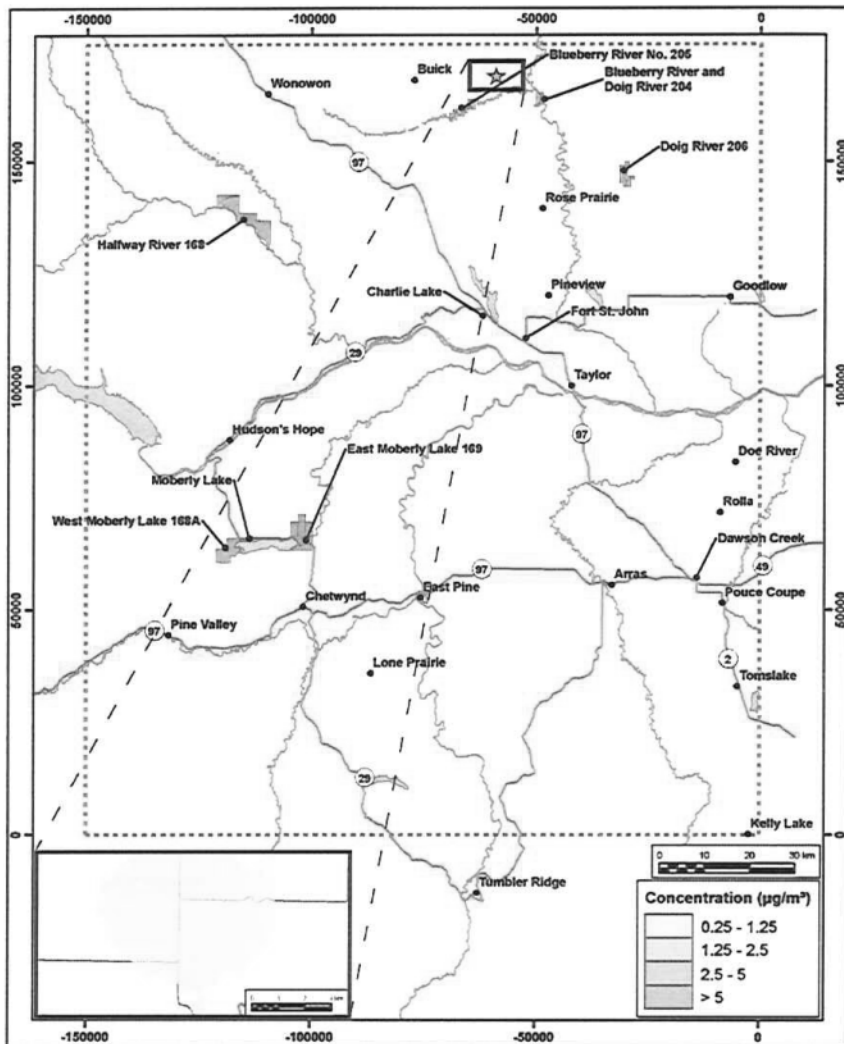 -150000
-100000
-50000
0
Blueberry River No. 205
Buick
Blueberry River and
Doig River 204
Wonowon
150000
97
150000
Doig River 206
Rose Prairie
Halfway River 168
Pineview
Goodlow
Charlie Lake
Fort St. John
29
Taylor
100000
100000
Hudson's Hope
97
East Moberly Lake 169
Doe River
Moberly Lake
Rolla
West Moberly Lake 168A
Dawson Creek
97
49
Arras
East Pine
Chetwynd
Pouce Coupe
50000
50000
97
Pine Valley
2
Lone Prairie
Tomslake
29
0
0
Kelly Lake
0 10 20 30 km
Tumbler Ridge
Concentration (µg/m³)
0.25 - 1.25
1.25 - 2.5
2.5 - 5
> 5
-150000
-100000
-50000
0